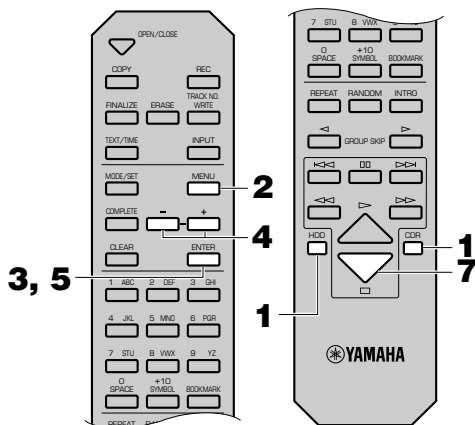 OPEN/CLOSE
COPY REC
TRACK NO.
FINALIZE ERASE WRITE
TEXT/TIME INPUT
MODE/SET MENU
2
COMPLETE - +
4
CLEAR ENTER
3, 5
1 ABC 2 DEF 3 GHI
4 JKL 5 MNO 6 PQR
7 STU 8 VWX 9 YZ
0 +10
SPACE SYMBOL BOOKMARK
REPEAT
7 STU 8 VWX
0 +10
SPACE SYMBOL BOOKMARK
REPEAT RANDOM INTRO
GROUP SKIP
HDD CDR
1
7
1
YAMAHA